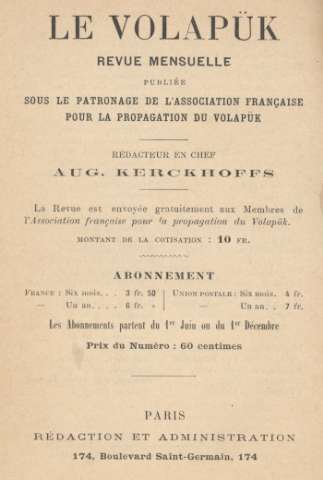 LE VOLAPÜK
REVUE MENSUELLE
PUBLIÉE
SOUS LE PATRONAGE DE L'ASSOCIATION FRANÇAISE
POUR LA PROPAGATION DU VOLAPÜK
RÉDACTEUR EN CHEF
AUG. KERCKHOFFS
La Revue est envoyée gratuitement aux Membres de
l'Association française pour la propagation du Volapük.
MONTANT DE LA COTISATION : 10 FR.
ABONNEMENT
FRANCE : Six mois. . . 3 fr. 50 | UNION POSTALE : Six mois. 4 fr.
— Un an. . . . 6 fr. » | — Un an. . 7 fr.
Les Abonnements partent du 1er Juin ou du 1er Décembre
Prix du Numéro : 60 centimes
PARIS
RÉDACTION ET ADMINISTRATION
174, Boulevard Saint-Germain, 174